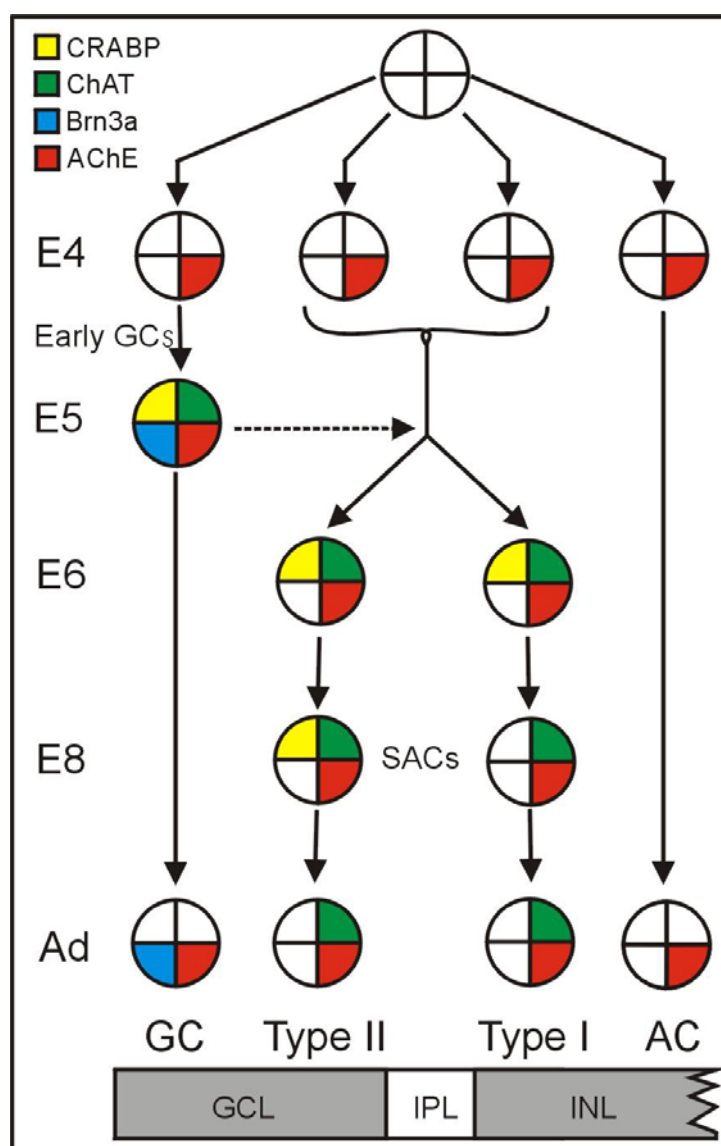 CRABP
ChAT
Brn3a
AChE
E4
Early GCs
E5
E6
E8
SACs
Ad
GC Type II Type I AC
GCL IPL INL